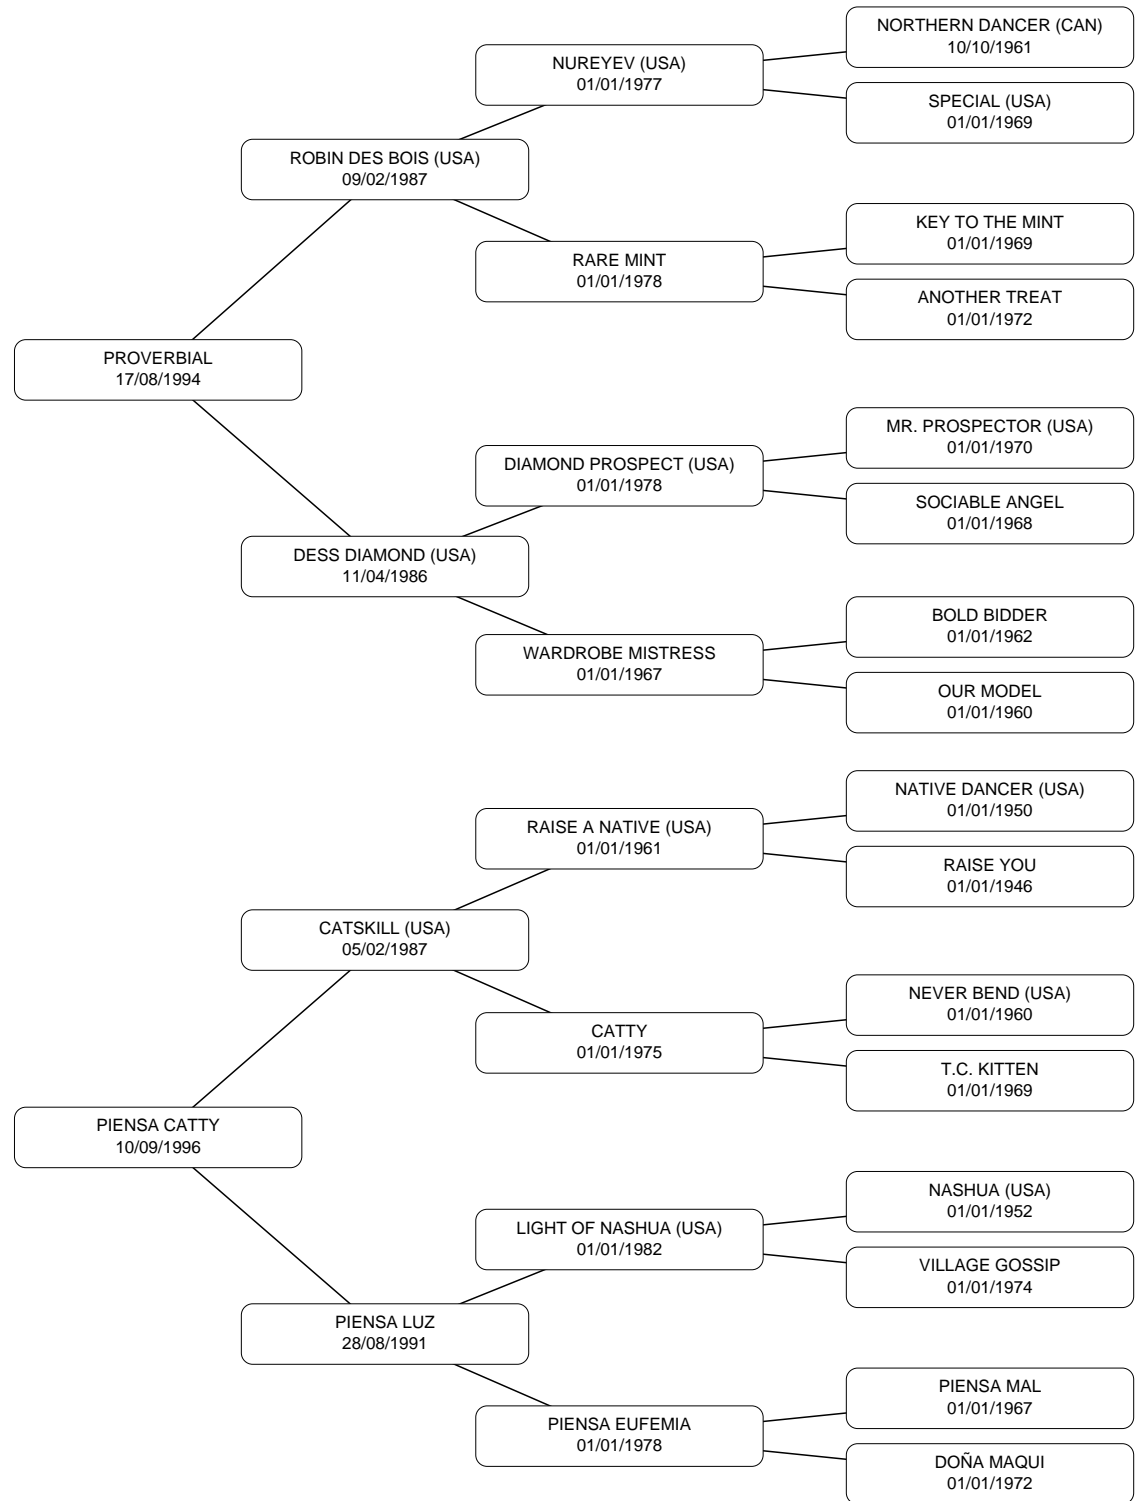 NORTHERN DANCER (CAN)
10/10/1961
NUREYEV (USA)
01/01/1977
SPECIAL (USA)
01/01/1969
ROBIN DES BOIS (USA)
09/02/1987
KEY TO THE MINT
01/01/1969
RARE MINT
01/01/1978
ANOTHER TREAT
01/01/1972
PROVERBIAL
17/08/1994
MR. PROSPECTOR (USA)
01/01/1970
DIAMOND PROSPECT (USA)
01/01/1978
SOCIABLE ANGEL
01/01/1968
DESS DIAMOND (USA)
11/04/1986
BOLD BIDDER
01/01/1962
WARDROBE MISTRESS
01/01/1967
OUR MODEL
01/01/1960
NATIVE DANCER (USA)
01/01/1950
RAISE A NATIVE (USA)
01/01/1961
RAISE YOU
01/01/1946
CATSKILL (USA)
05/02/1987
NEVER BEND (USA)
01/01/1960
CATTY
01/01/1975
T.C. KITTEN
01/01/1969
PIENSA CATTY
10/09/1996
NASHUA (USA)
01/01/1952
LIGHT OF NASHUA (USA)
01/01/1982
VILLAGE GOSSIP
01/01/1974
PIENSA LUZ
28/08/1991
PIENSA MAL
01/01/1967
PIENSA EUFEMIA
01/01/1978
DOÑA MAQUI
01/01/1972